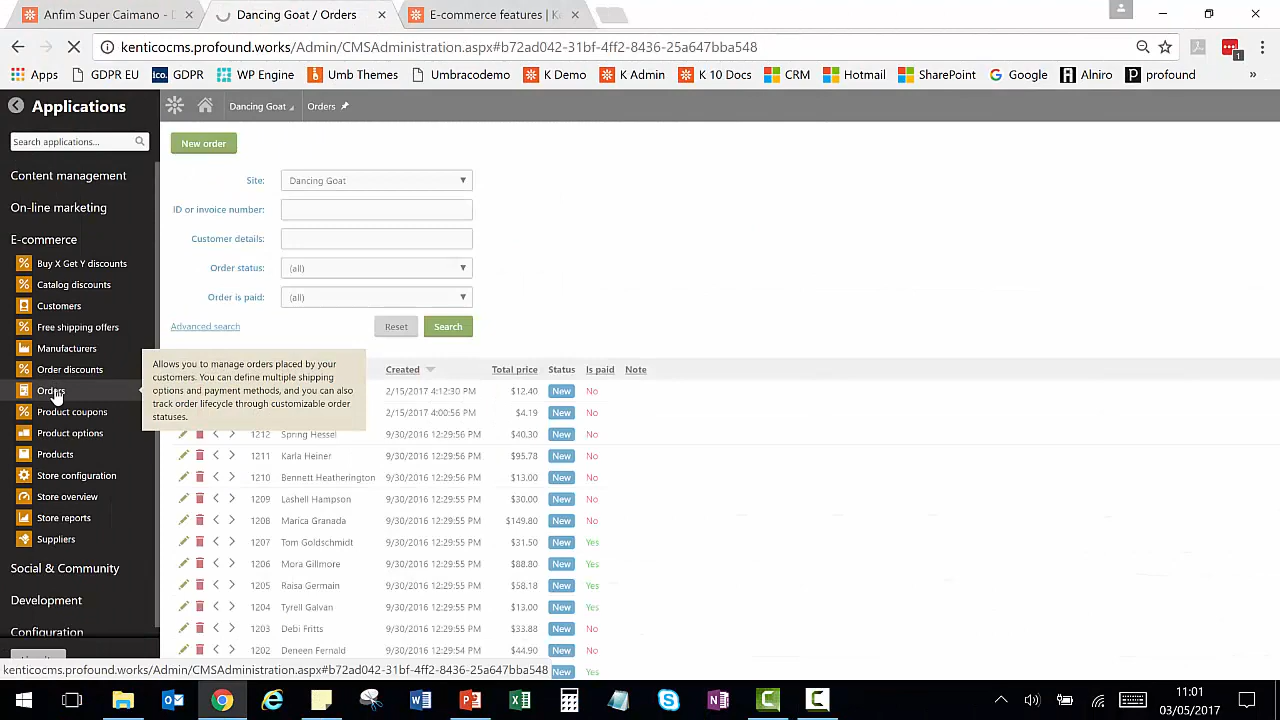 Anfim Super Caimano - D
Dancing Goat / Orders
E-commerce features | Ke
kenticocms.profound.works/Admin/CMSAdministration.aspx#b72ad042-31bf-4ff2-8436-25a647bba548
1
Apps
GDPR EU
ico. GDPR
WP Engine
Umb Themes
Umbracodemo
K Demo
K Admin
K 10 Docs
CRM
Hotmail
SharePoint
Google
Alniro
profound
»
Applications
Dancing Goat
Orders
Search applications...
Content management
On-line marketing
E-commerce
Buy X Get Y discounts
Catalog discounts
Customers
Free shipping offers
Manufacturers
Order discounts
Orders
Product coupons
Product options
Products
Store configuration
Store overview
Store reports
Suppliers
Social & Community
Development
Configuration
New order
Site: Dancing Goat
ID or invoice number:
Customer details:
Order status: (all)
Order is paid: (all)
Advanced search
Reset
Search
Allows you to manage orders placed by your
customers. You can define multiple shipping
options and payment methods, and you can also
track order lifecycle through customizable order
statuses.
Created Total price Status Is paid Note
2/15/2017 4:12:30 PM $12.40 New No
2/15/2017 4:00:56 PM $4.19 New No
1212 Spring Hessel 9/30/2016 12:29:56 PM $40.30 New No
1211 Karla Heiner 9/30/2016 12:29:56 PM $95.78 New No
1210 Bennett Heatherington 9/30/2016 12:29:56 PM $13.00 New No
1209 Lashell Hampson 9/30/2016 12:29:55 PM $30.00 New No
1208 Marica Granada 9/30/2016 12:29:55 PM $149.80 New No
1207 Tom Goldschmidt 9/30/2016 12:29:55 PM $31.50 New Yes
1206 Mora Gillmore 9/30/2016 12:29:55 PM $88.80 New Yes
1205 Raisa Germain 9/30/2016 12:29:55 PM $58.18 New Yes
1204 Tyrell Galvan 9/30/2016 12:29:55 PM $13.00 New Yes
1203 Debi Fritts 9/30/2016 12:29:55 PM $33.88 New No
1202 Deneen Fernald 9/30/2016 12:29:55 PM $44.90 New No
New Yes
kenticocms.profound.works/Admin/CMSAdministration.aspx#b72ad042-31bf-4ff2-8436-25a647bba548
11:01
03/05/2017